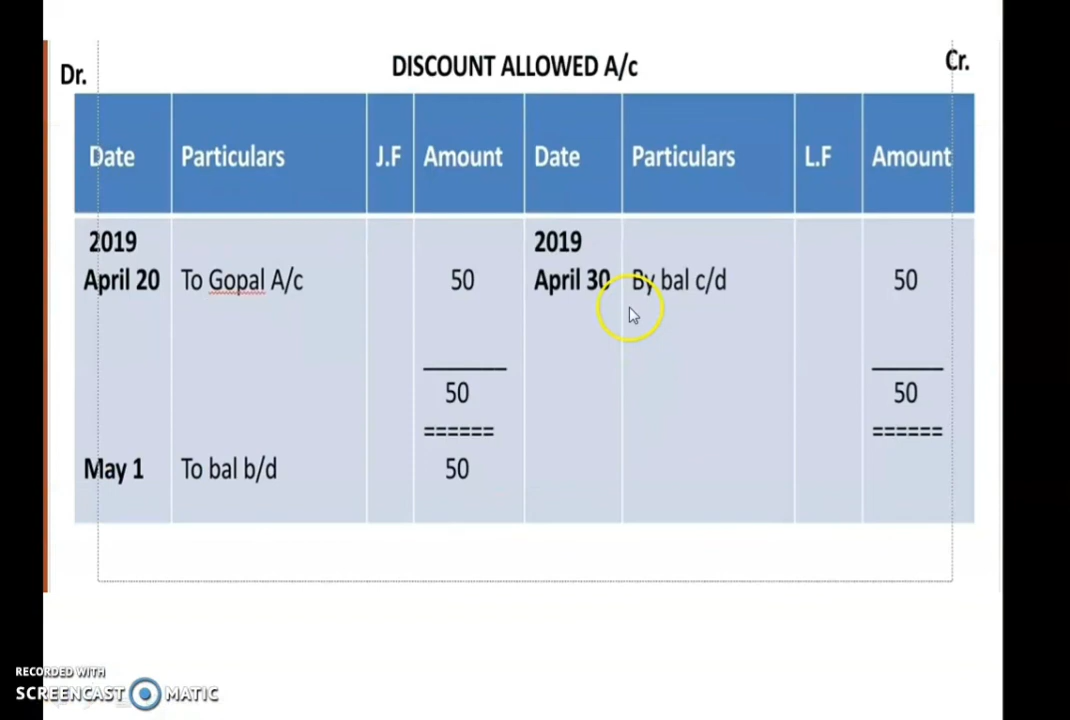 DISCOUNT ALLOWED A/c
Dr. Cr.
Date Particulars J.F Amount Date Particulars L.F Amount
2019 2019
April 20 To Gopal A/c 50 April 30 By bal c/d 50
50 50
====== ======
May 1 To bal b/d 50
RECORDED WITH
SCREENCAST MATIC